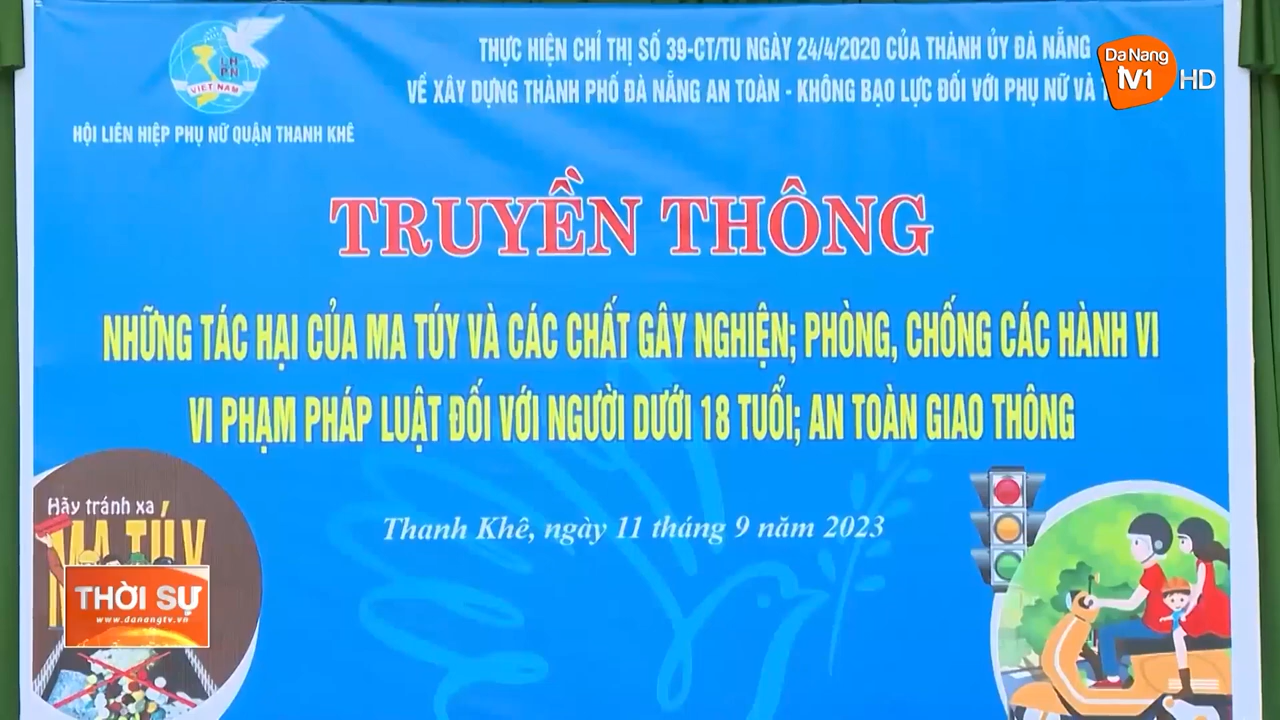 THỰC HIỆN CHỈ THỊ SỐ 39-CT/TU NGÀY 24/4/2020 CỦA THÀNH ỦY ĐÀ NẴNG
VỀ XÂY DỰNG THÀNH PHỐ ĐÀ NẴNG AN TOÀN - KHÔNG BẠO LỰC ĐỐI VỚI PHỤ NỮ VÀ
Da Nang
TV1 HD
LH
PN
VIỆT NAM
HỘI LIÊN HIỆP PHỤ NỮ QUẬN THANH KHÊ
TRUYỀN THÔNG
NHỮNG TÁC HẠI CỦA MA TÚY VÀ CÁC CHẤT GÂY NGHIỆN; PHÒNG, CHỐNG CÁC HÀNH VI
VI PHẠM PHÁP LUẬT ĐỐI VỚI NGƯỜI DƯỚI 18 TUỔI; AN TOÀN GIAO THÔNG
Thanh Khê, ngày 11 tháng 9 năm 2023
Hãy tránh xa
MA TÚY
THỜI SỰ
www.danangtv.vn